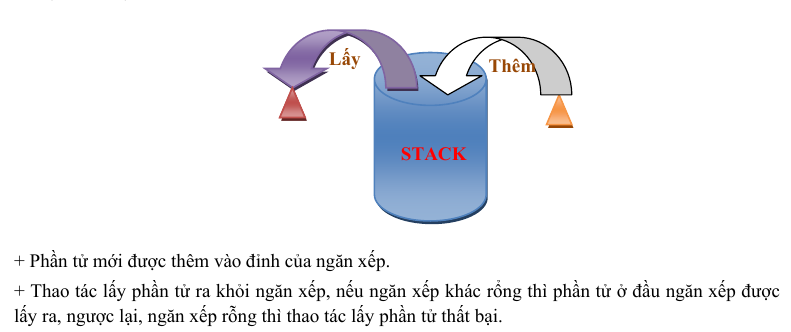 Lấy
Thêm
STACK
+ Phần tử mới được thêm vào đỉnh của ngăn xếp.
+ Thao tác lấy phần tử ra khỏi ngăn xếp, nếu ngăn xếp khác rổng thì phần tử ở đầu ngăn xếp được
lấy ra, ngược lại, ngăn xếp rỗng thì thao tác lấy phần tử thất bại.